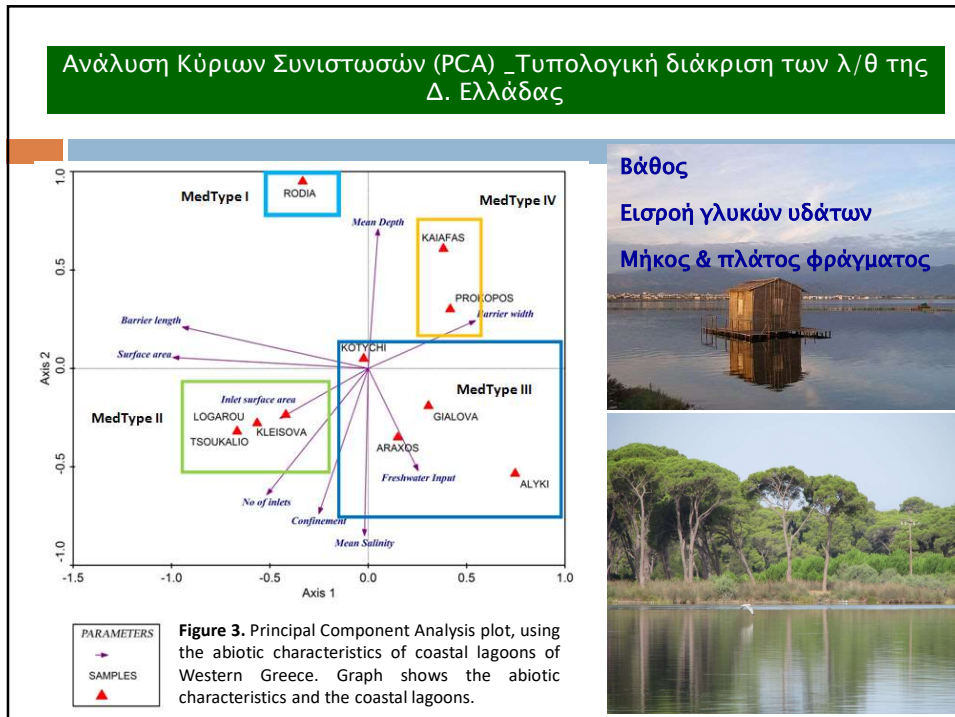 Ανάλυση Κύριων Συνιστωσών (PCA) _Τυπολογική διάκριση των λ/θ της
Δ. Ελλάδας
MedType I
RODIA
MedType IV
Mean Depth
KAIAFAS
PROKOPOS
Barrier width
Barrier length
Surface area
KOTYCHI
MedType III
Inlet surface area
MedType II
LOGAROU
KLEISOVA
TSOUKALIO
GIALOVA
ARAXOS
Freshwater Input
ALYKI
No of inlets
Confinement
Mean Salinity
Axis 2
1.0
0.5
0.0
-0.5
-1.0
-1.5
-1.0
-0.5
0.0
0.5
1.0
Axis 1
PARAMETERS
SAMPLES
Figure 3. Principal Component Analysis plot, using
the abiotic characteristics of coastal lagoons of
Western Greece. Graph shows the abiotic
characteristics and the coastal lagoons.
Βάθος
Εισροή γλυκών υδάτων
Μήκος & πλάτος φράγματος